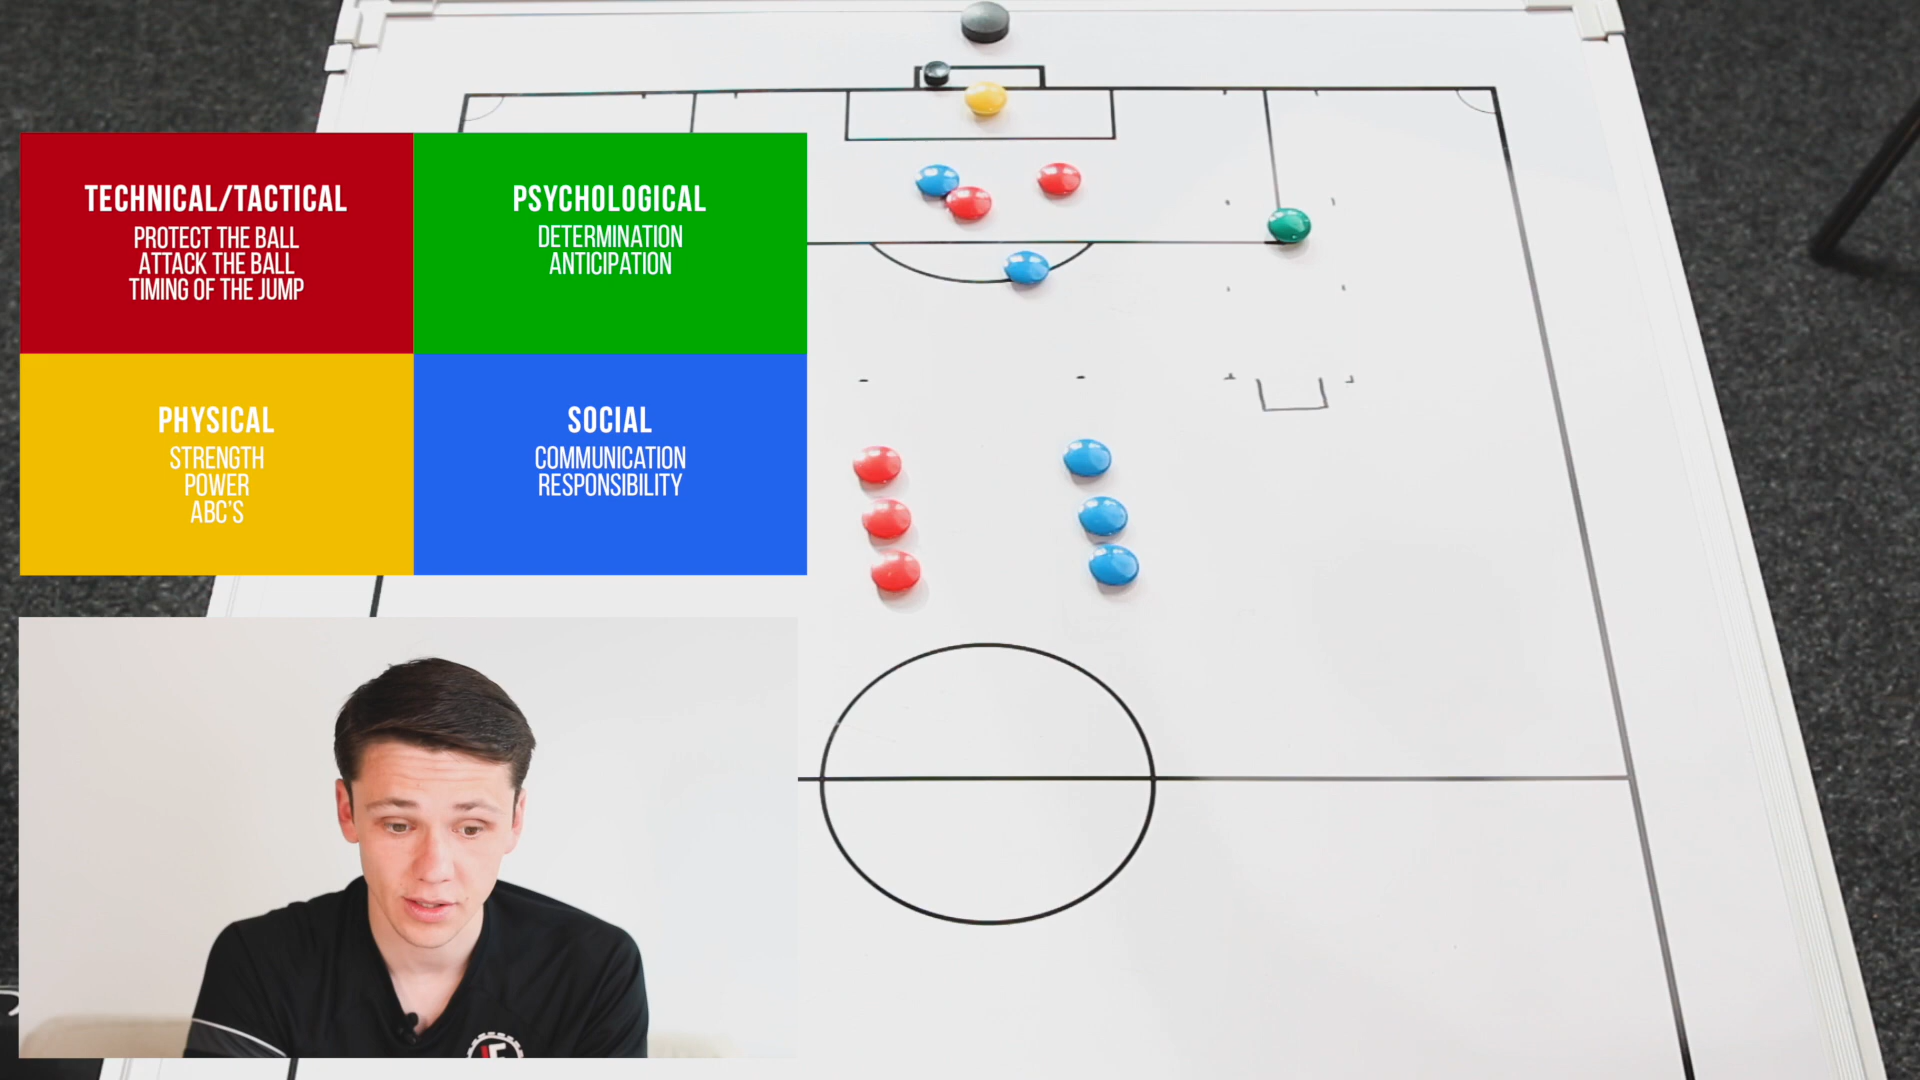 TECHNICAL/TACTICAL
PROTECT THE BALL
ATTACK THE BALL
TIMING OF THE JUMP
PSYCHOLOGICAL
DETERMINATION
ANTICIPATION
PHYSICAL
STRENGTH
POWER
ABC'S
SOCIAL
COMMUNICATION
RESPONSIBILITY